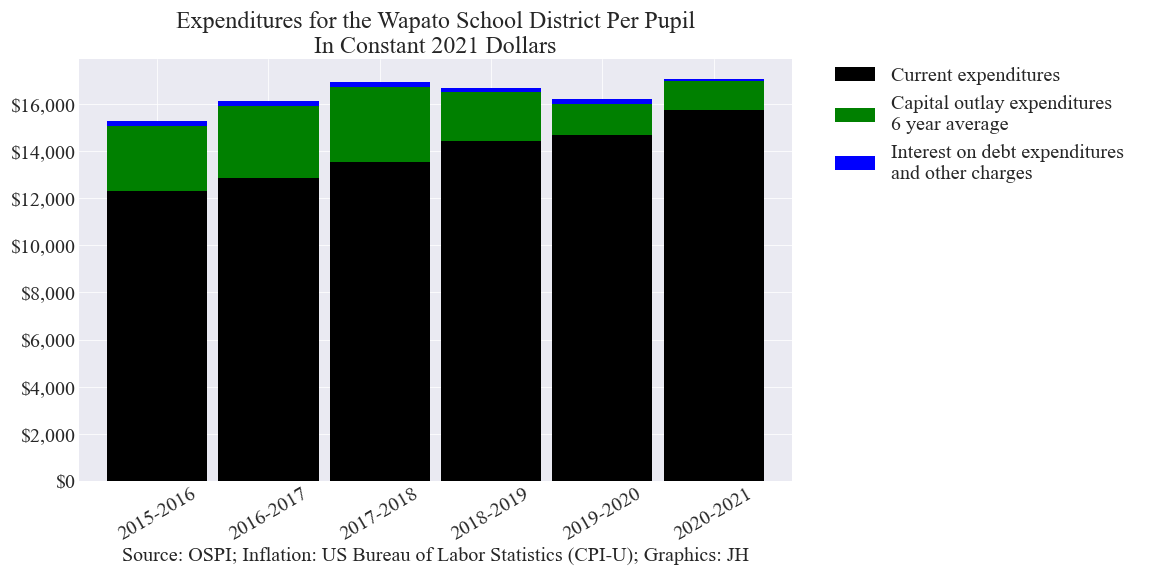 Expenditures for the Wapato School District Per Pupil
In Constant 2021 Dollars
Current expenditures
Capital outlay expenditures
6 year average
Interest on debt expenditures
and other charges
$16,000
$14,000
$12,000
$10,000
$8,000
$6,000
$4,000
$2,000
$0
2015-2016
2016-2017
2017-2018
2018-2019
2019-2020
2020-2021
Source: OSPI; Inflation: US Bureau of Labor Statistics (CPI-U); Graphics: JH